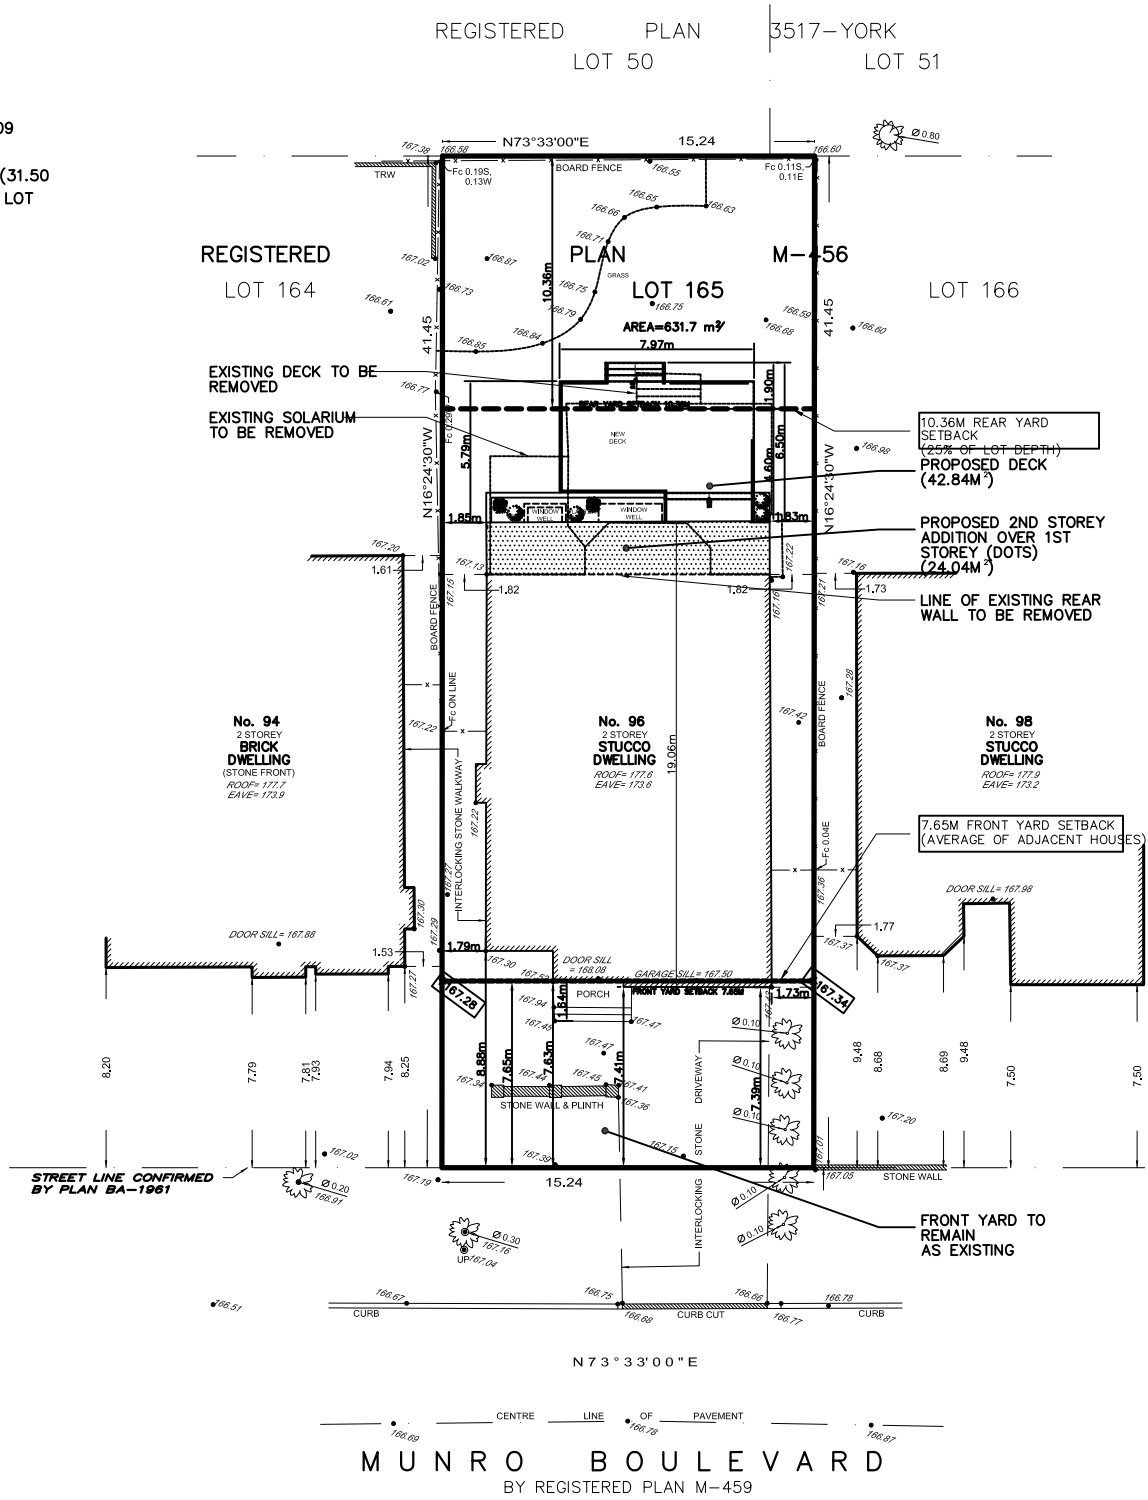 REGISTERED PLAN 3517-YORK
LOT 50
LOT 51
09
(31.50
LOT
N73°33'00"E
15.24
Ø 0.80
167.38
166.58
166.60
TRW
Fc 0.19S,
0.13W
BOARD FENCE
166.55
Fc 0.11S,
0.11E
166.65
166.66
166.63
166.71
REGISTERED PLAN M-456
167.02
166.87
GRASS
LOT 164
LOT 165
LOT 166
166.73
166.75
10.36m
166.61
166.75
166.59
166.79
166.68
166.60
AREA=631.7 m²
41.45
41.45
166.84
166.85
7.97m
EXISTING DECK TO BE
REMOVED
166.77
1.90m
REAR YARD SETBACK 10.36M
EXISTING SOLARIUM
TO BE REMOVED
10.36M REAR YARD
SETBACK
(25% OF LOT DEPTH)
NEW
DECK
5.79m
6.50m
4.60m
166.98
PROPOSED DECK
(42.84M²)
N16°24'30"W
N16°24'30"W
WINDOW
WELL
WINDOW
WELL
1.85m
1.83m
PROPOSED 2ND STOREY
ADDITION OVER 1ST
STOREY (DOTS)
(24.04M²)
167.20
167.13
167.22
1.61
167.15
1.82
1.82
167.16
167.21
167.16
1.73
LINE OF EXISTING REAR
WALL TO BE REMOVED
BOARD FENCE
BOARD FENCE
Fc ON LINE
167.28
167.22
167.42
No. 94
2 STOREY
BRICK
DWELLING
(STONE FRONT)
ROOF= 177.7
EAVE= 173.9
No. 96
2 STOREY
STUCCO
DWELLING
ROOF= 177.6
EAVE= 173.6
No. 98
2 STOREY
STUCCO
DWELLING
ROOF= 177.9
EAVE= 173.2
19.06m
INTERLOCKING STONE WALKWAY
167.22
7.65M FRONT YARD SETBACK
(AVERAGE OF ADJACENT HOUSES)
Fc 0.04E
167.27
167.36
DOOR SILL= 167.98
167.30
167.29
1.77
DOOR SILL= 167.88
167.37
1.53
1.79m
167.30
DOOR SILL
= 168.08
167.37
167.27
GARAGE SILL= 167.50
167.28
167.94
1.64m
PORCH
FRONT YARD SETBACK 7.65M
1.73m
167.34
167.45
167.47
Ø 0.10
8.20
7.79
7.81
7.93
7.94
8.25
8.88m
7.65m
7.63m
167.47
7.41m
7.39m
9.48
8.68
8.69
9.48
7.50
7.50
167.34
167.44
167.45
167.41
Ø 0.10
STONE WALL & PLINTH
167.36
Ø 0.10
INTERLOCKING STONE DRIVEWAY
167.20
167.02
167.39
167.15
167.01
STREET LINE CONFIRMED
BY PLAN BA-1961
Ø 0.20
166.91
167.19
15.24
Ø 0.10
167.05
STONE WALL
Ø 0.30
167.16
UP
167.04
Ø 0.10
FRONT YARD TO
REMAIN
AS EXISTING
166.51
166.67
166.75
166.66
166.78
CURB
166.68
CURB CUT
166.77
CURB
N73°33'00"E
CENTRE LINE OF PAVEMENT
166.69
166.78
166.87
MUNRO BOULEVARD
BY REGISTERED PLAN M-459